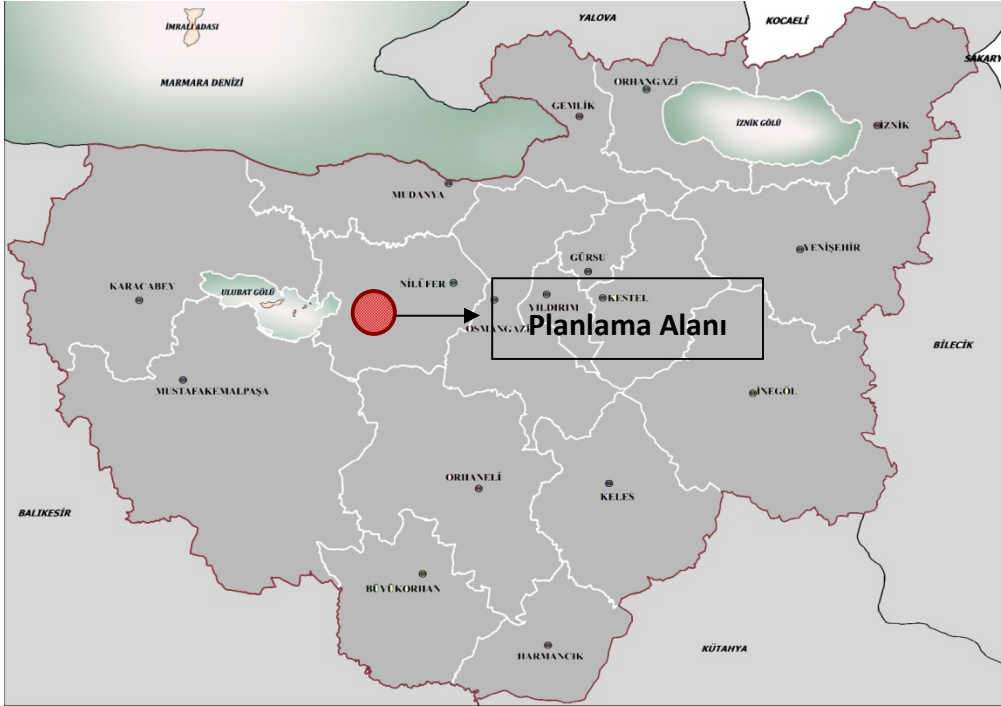 YALOVA
KOCAELİ
İMRALI ADASI
SAKARY
MARMARA DENİZİ
ORHANGAZİ
GEMLİK
İZNİK GÖLÜ
İZNİK
MUDANYA
YENİŞEHİR
GÜRSU
NİLÜFER
KARACABEY
ULUBAT GÖLÜ
YILDIRIM
KESTEL
OSMANGAZİ
Planlama Alanı
BİLECİK
MUSTAFAKEMALPAŞA
İNEGÖL
ORHANELİ
KELES
BALIKESİR
BÜYÜKORHAN
HARMANCIK
KÜTAHYA